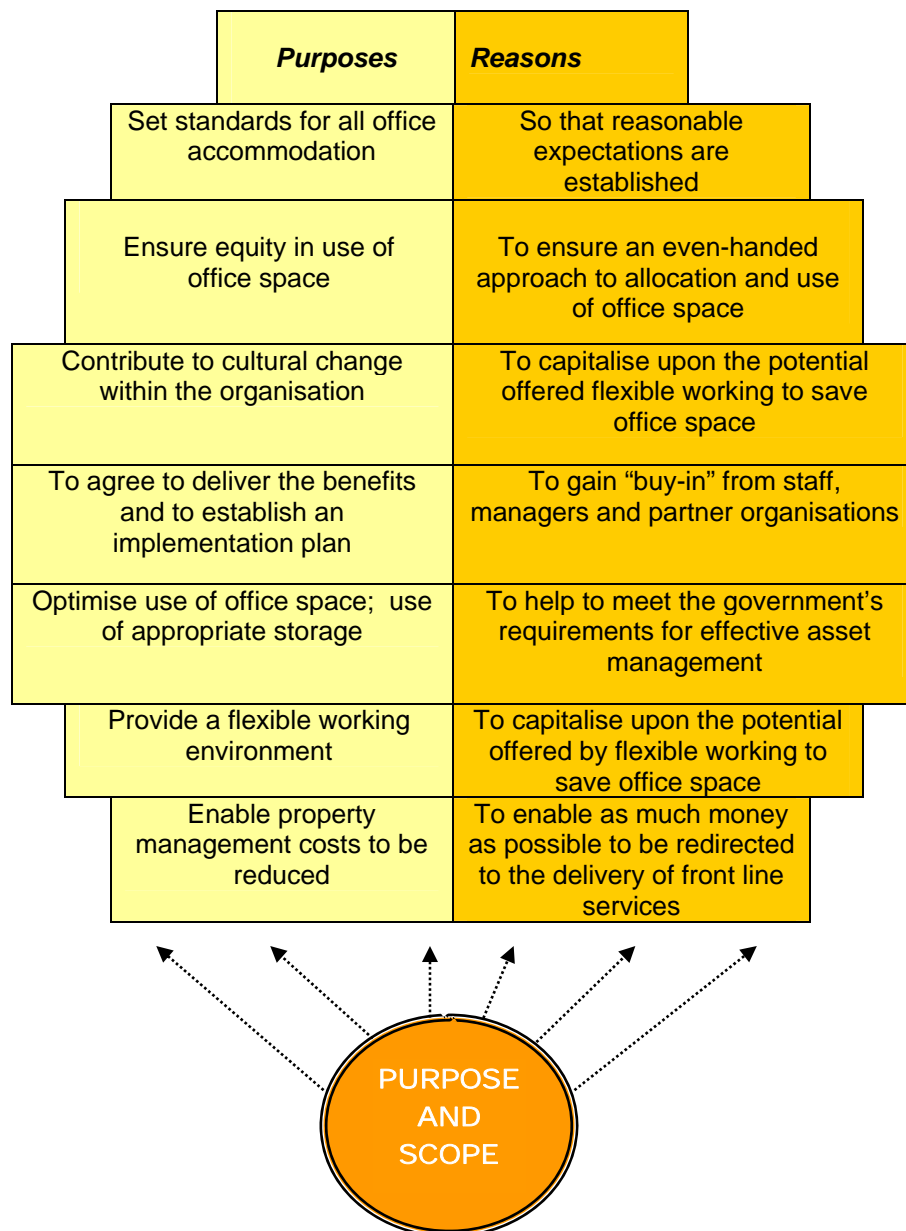 Purposes
Reasons
Set standards for all office
accommodation
So that reasonable
expectations are
established
Ensure equity in use of
office space
To ensure an even-handed
approach to allocation and use
of office space
Contribute to cultural change
within the organisation
To capitalise upon the potential
offered flexible working to save
office space
To agree to deliver the benefits
and to establish an
implementation plan
To gain “buy-in” from staff,
managers and partner organisations
Optimise use of office space;  use
of appropriate storage
To help to meet the government’s
requirements for effective asset
management
Provide a flexible working
environment
To capitalise upon the potential
offered by flexible working to
save office space
Enable property
management costs to be
reduced
To enable as much money
as possible to be redirected
to the delivery of front line
services
PURPOSE
AND
SCOPE